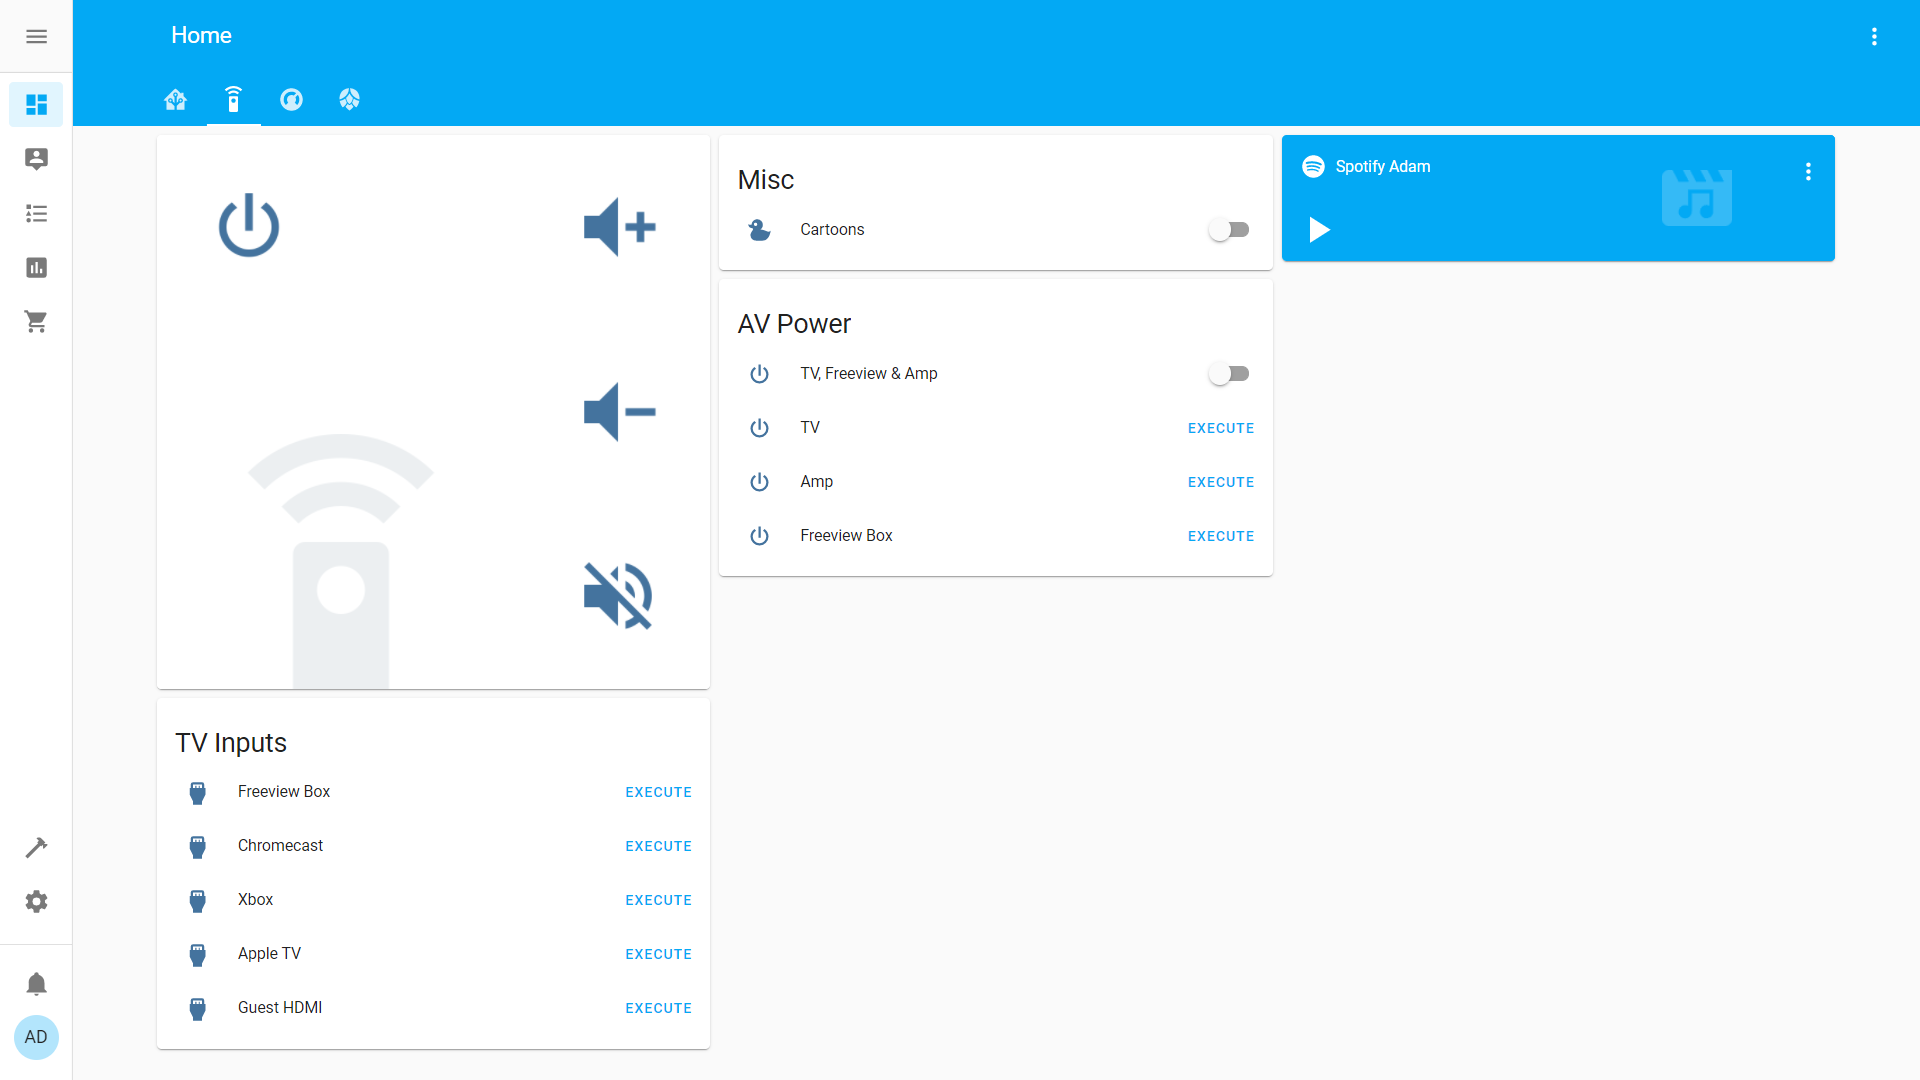 Home
Misc
Cartoons
Spotify Adam
AV Power
TV, Freeview & Amp
TV EXECUTE
Amp EXECUTE
Freeview Box EXECUTE
TV Inputs
Freeview Box EXECUTE
Chromecast EXECUTE
Xbox EXECUTE
Apple TV EXECUTE
Guest HDMI EXECUTE
AD